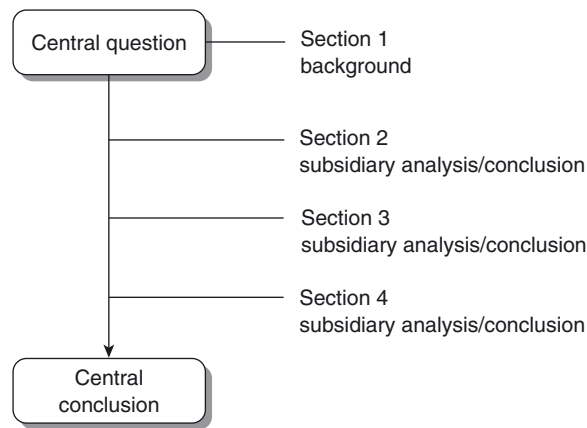 Central question
Section 1
background
Section 2
subsidiary analysis/conclusion
Section 3
subsidiary analysis/conclusion
Section 4
subsidiary analysis/conclusion
Central
conclusion